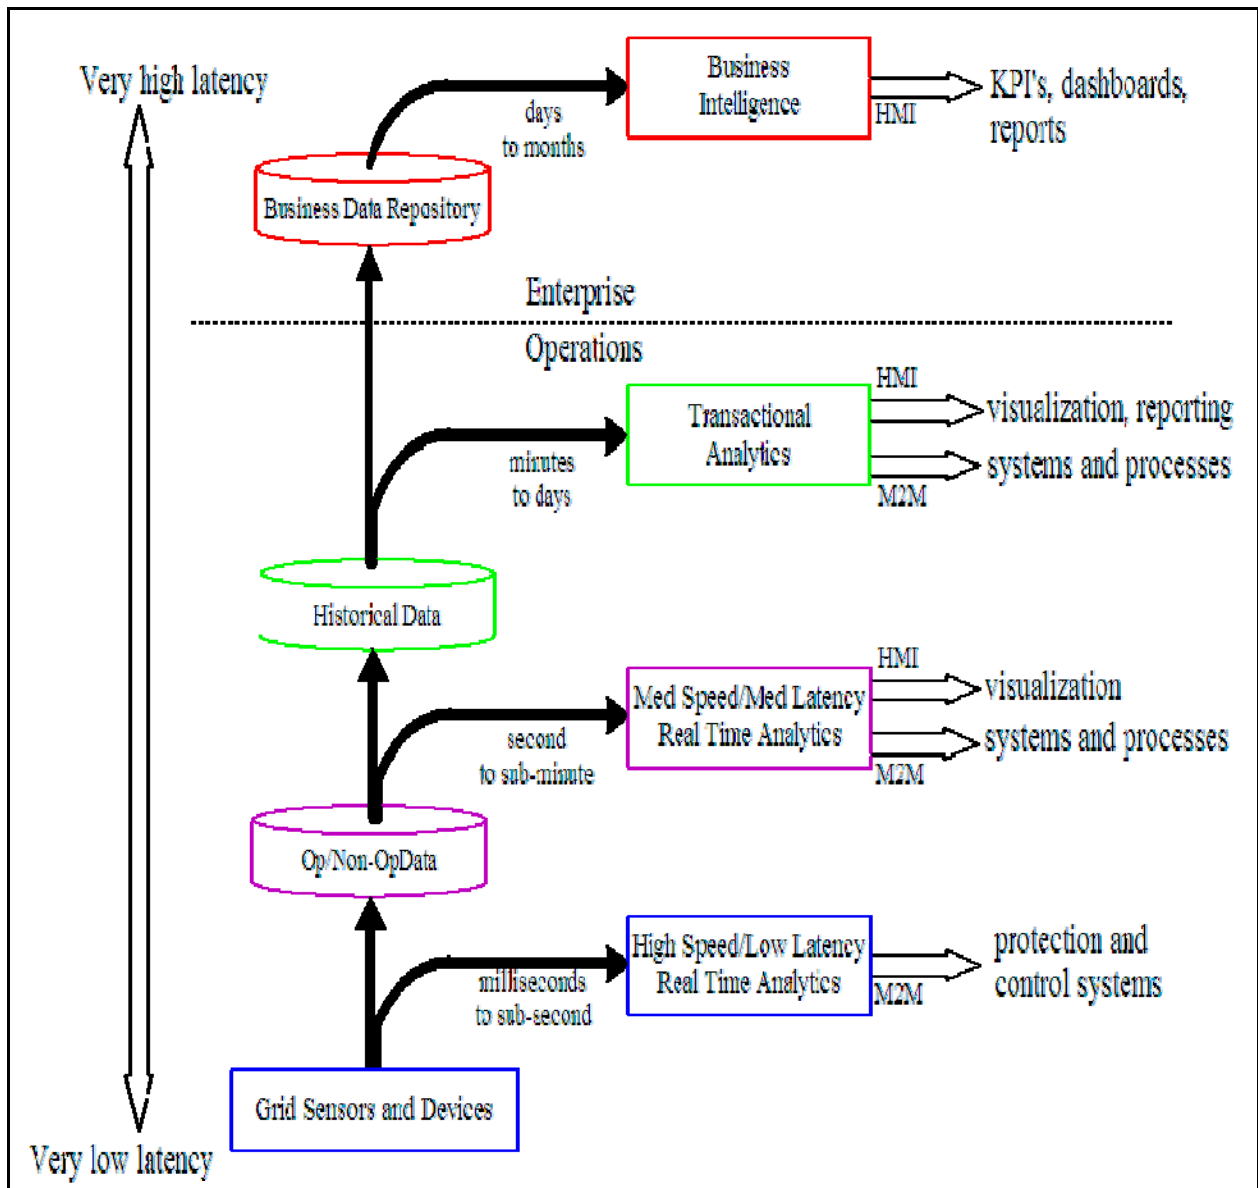 Very high latency
Business
Intelligence
HMI
KPI's, dashboards,
reports
days
to months
Business Data Repository
Enterprise
Operations
Transactional
Analytics
HMI
visualization, reporting
systems and processes
M2M
minutes
to days
Historical Data
Med Speed/Med Latency
Real Time Analytics
HMI
visualization
systems and processes
M2M
second
to sub-minute
Op/Non-OpData
High Speed/Low Latency
Real Time Analytics
M2M
protection and
control systems
milliseconds
to sub-second
Grid Sensors and Devices
Very low latency